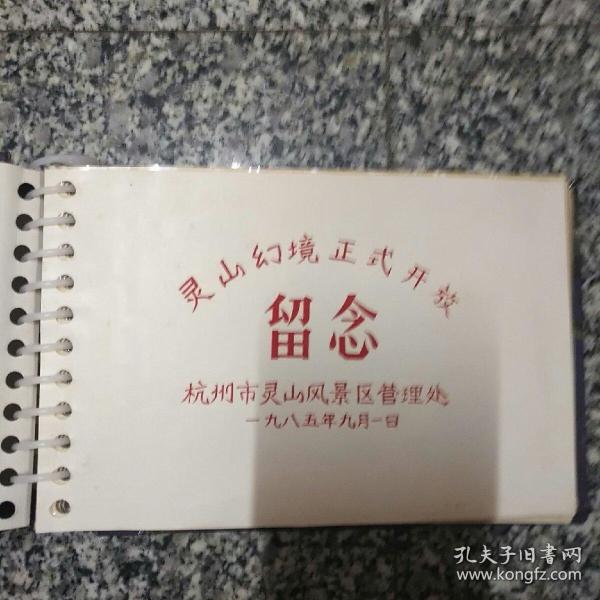 灵山幻境正式开放
留念
杭州市灵山风景区管理处
一九八五年九月一日
孔夫子旧書网
www.kongfz.com